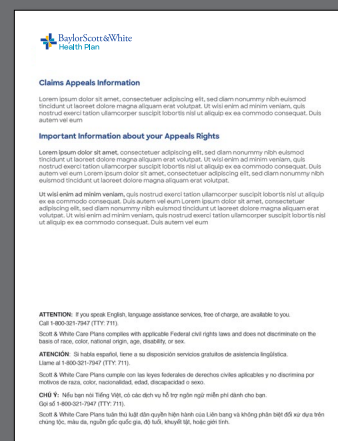 BaylorScott&White
Health Plan
Claims Appeals Information
Lorem ipsum dolor sit amet, consectetuer adipiscing elit, sed diam nonummy nibh euismod
tincidunt ut laoreet dolore magna aliquam erat volutpat. Ut wisi enim ad minim veniam, quis
nostrud exerci tation ullamcorper suscipit lobortis nisl ut aliquip ex ea commodo consequat. Duis
autem vel eum
Important Information about your Appeals Rights
Lorem ipsum dolor sit amet, consectetuer adipiscing elit, sed diam nonummy nibh euismod
tincidunt ut laoreet dolore magna aliquam erat volutpat. Ut wisi enim ad minim veniam, quis
nostrud exerci tation ullamcorper suscipit lobortis nisl ut aliquip ex ea commodo consequat. Duis
autem vel eum Lorem ipsum dolor sit amet, consectetuer adipiscing elit, sed diam nonummy nibh
euismod tincidunt ut laoreet dolore magna aliquam erat volutpat.
Ut wisi enim ad minim veniam, quis nostrud exerci tation ullamcorper suscipit lobortis nisl ut aliquip
ex ea commodo consequat. Duis autem vel eum Lorem ipsum dolor sit amet, consectetuer
adipiscing elit, sed diam nonummy nibh euismod tincidunt ut laoreet dolore magna aliquam erat
volutpat. Ut wisi enim ad minim veniam, quis nostrud exerci tation ullamcorper suscipit lobortis nisl
ut aliquip ex ea commodo consequat. Duis autem vel eum
ATTENTION: If you speak English, language assistance services, free of charge, are available to you.
Call 1-800-321-7947 (TTY: 711).
Scott & White Care Plans complies with applicable Federal civil rights laws and does not discriminate on the
basis of race, color, national origin, age, disability, or sex.
ATENCIÓN: Si habla español, tiene a su disposición servicios gratuitos de asistencia lingüística.
Llame al 1-800-321-7947 (TTY: 711).
Scott & White Care Plans cumple con las leyes federales de derechos civiles aplicables y no discrimina por
motivos de raza, color, nacionalidad, edad, discapacidad o sexo.
CHÚ Ý: Nếu bạn nói Tiếng Việt, có các dịch vụ hỗ trợ ngôn ngữ miễn phí dành cho bạn.
Gọi số 1-800-321-7947 (TTY: 711).
Scott & White Care Plans tuân thủ luật dân quyền hiện hành của Liên bang và không phân biệt đối xử dựa trên
chủng tộc, màu da, nguồn gốc quốc gia, độ tuổi, khuyết tật, hoặc giới tính.